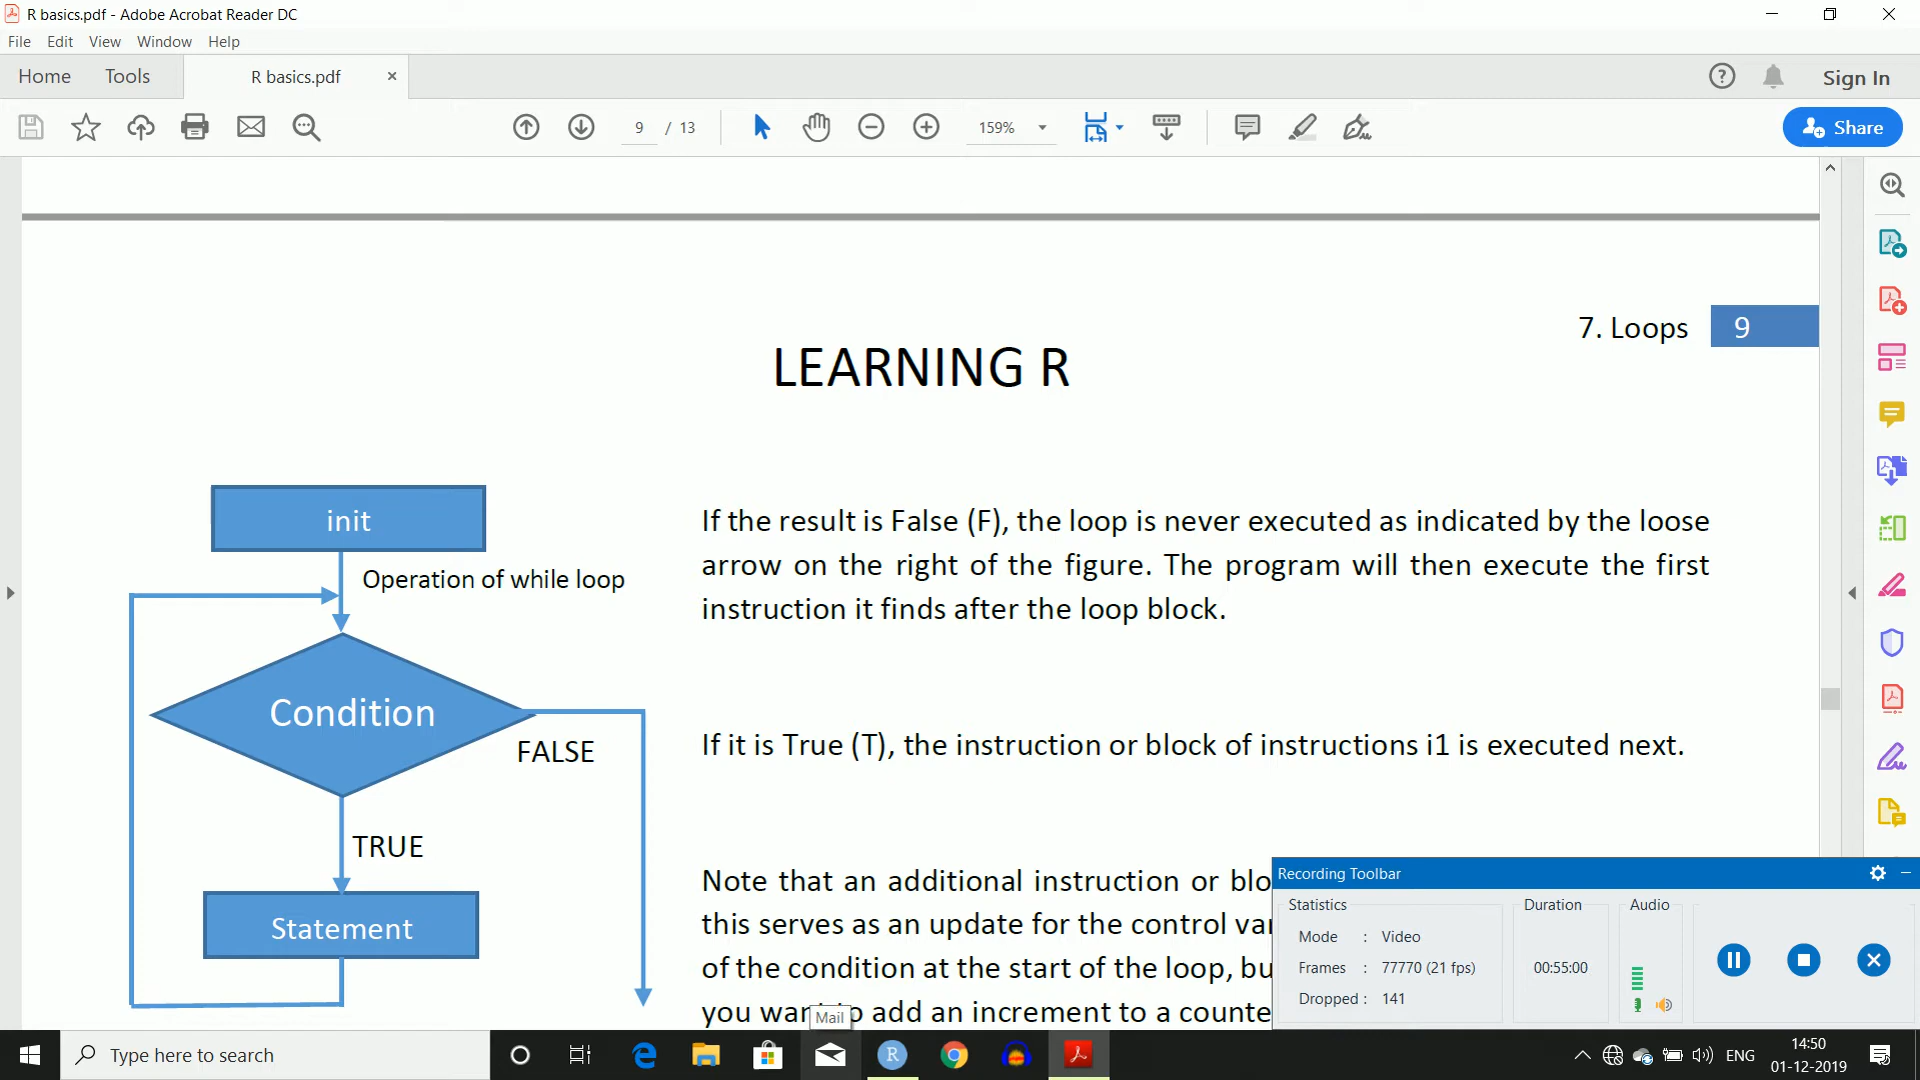 R basics.pdf - Adobe Acrobat Reader DC
File Edit View Window Help
Home Tools R basics.pdf × Sign In
9 / 13 159% Share
7. Loops 9
LEARNING R
init
Operation of while loop
Condition
FALSE
TRUE
Statement
If the result is False (F), the loop is never executed as indicated by the loose
arrow on the right of the figure. The program will then execute the first
instruction it finds after the loop block.
If it is True (T), the instruction or block of instructions i1 is executed next.
Note that an additional instruction or blo
this serves as an update for the control var
of the condition at the start of the loop, bu
you want to add an increment to a counte
Mail
Recording Toolbar
Statistics
Mode : Video
Frames : 77770 (21 fps)
Dropped : 141
Duration
00:55:00
Audio
Type here to search
R
ENG
14:50
01-12-2019